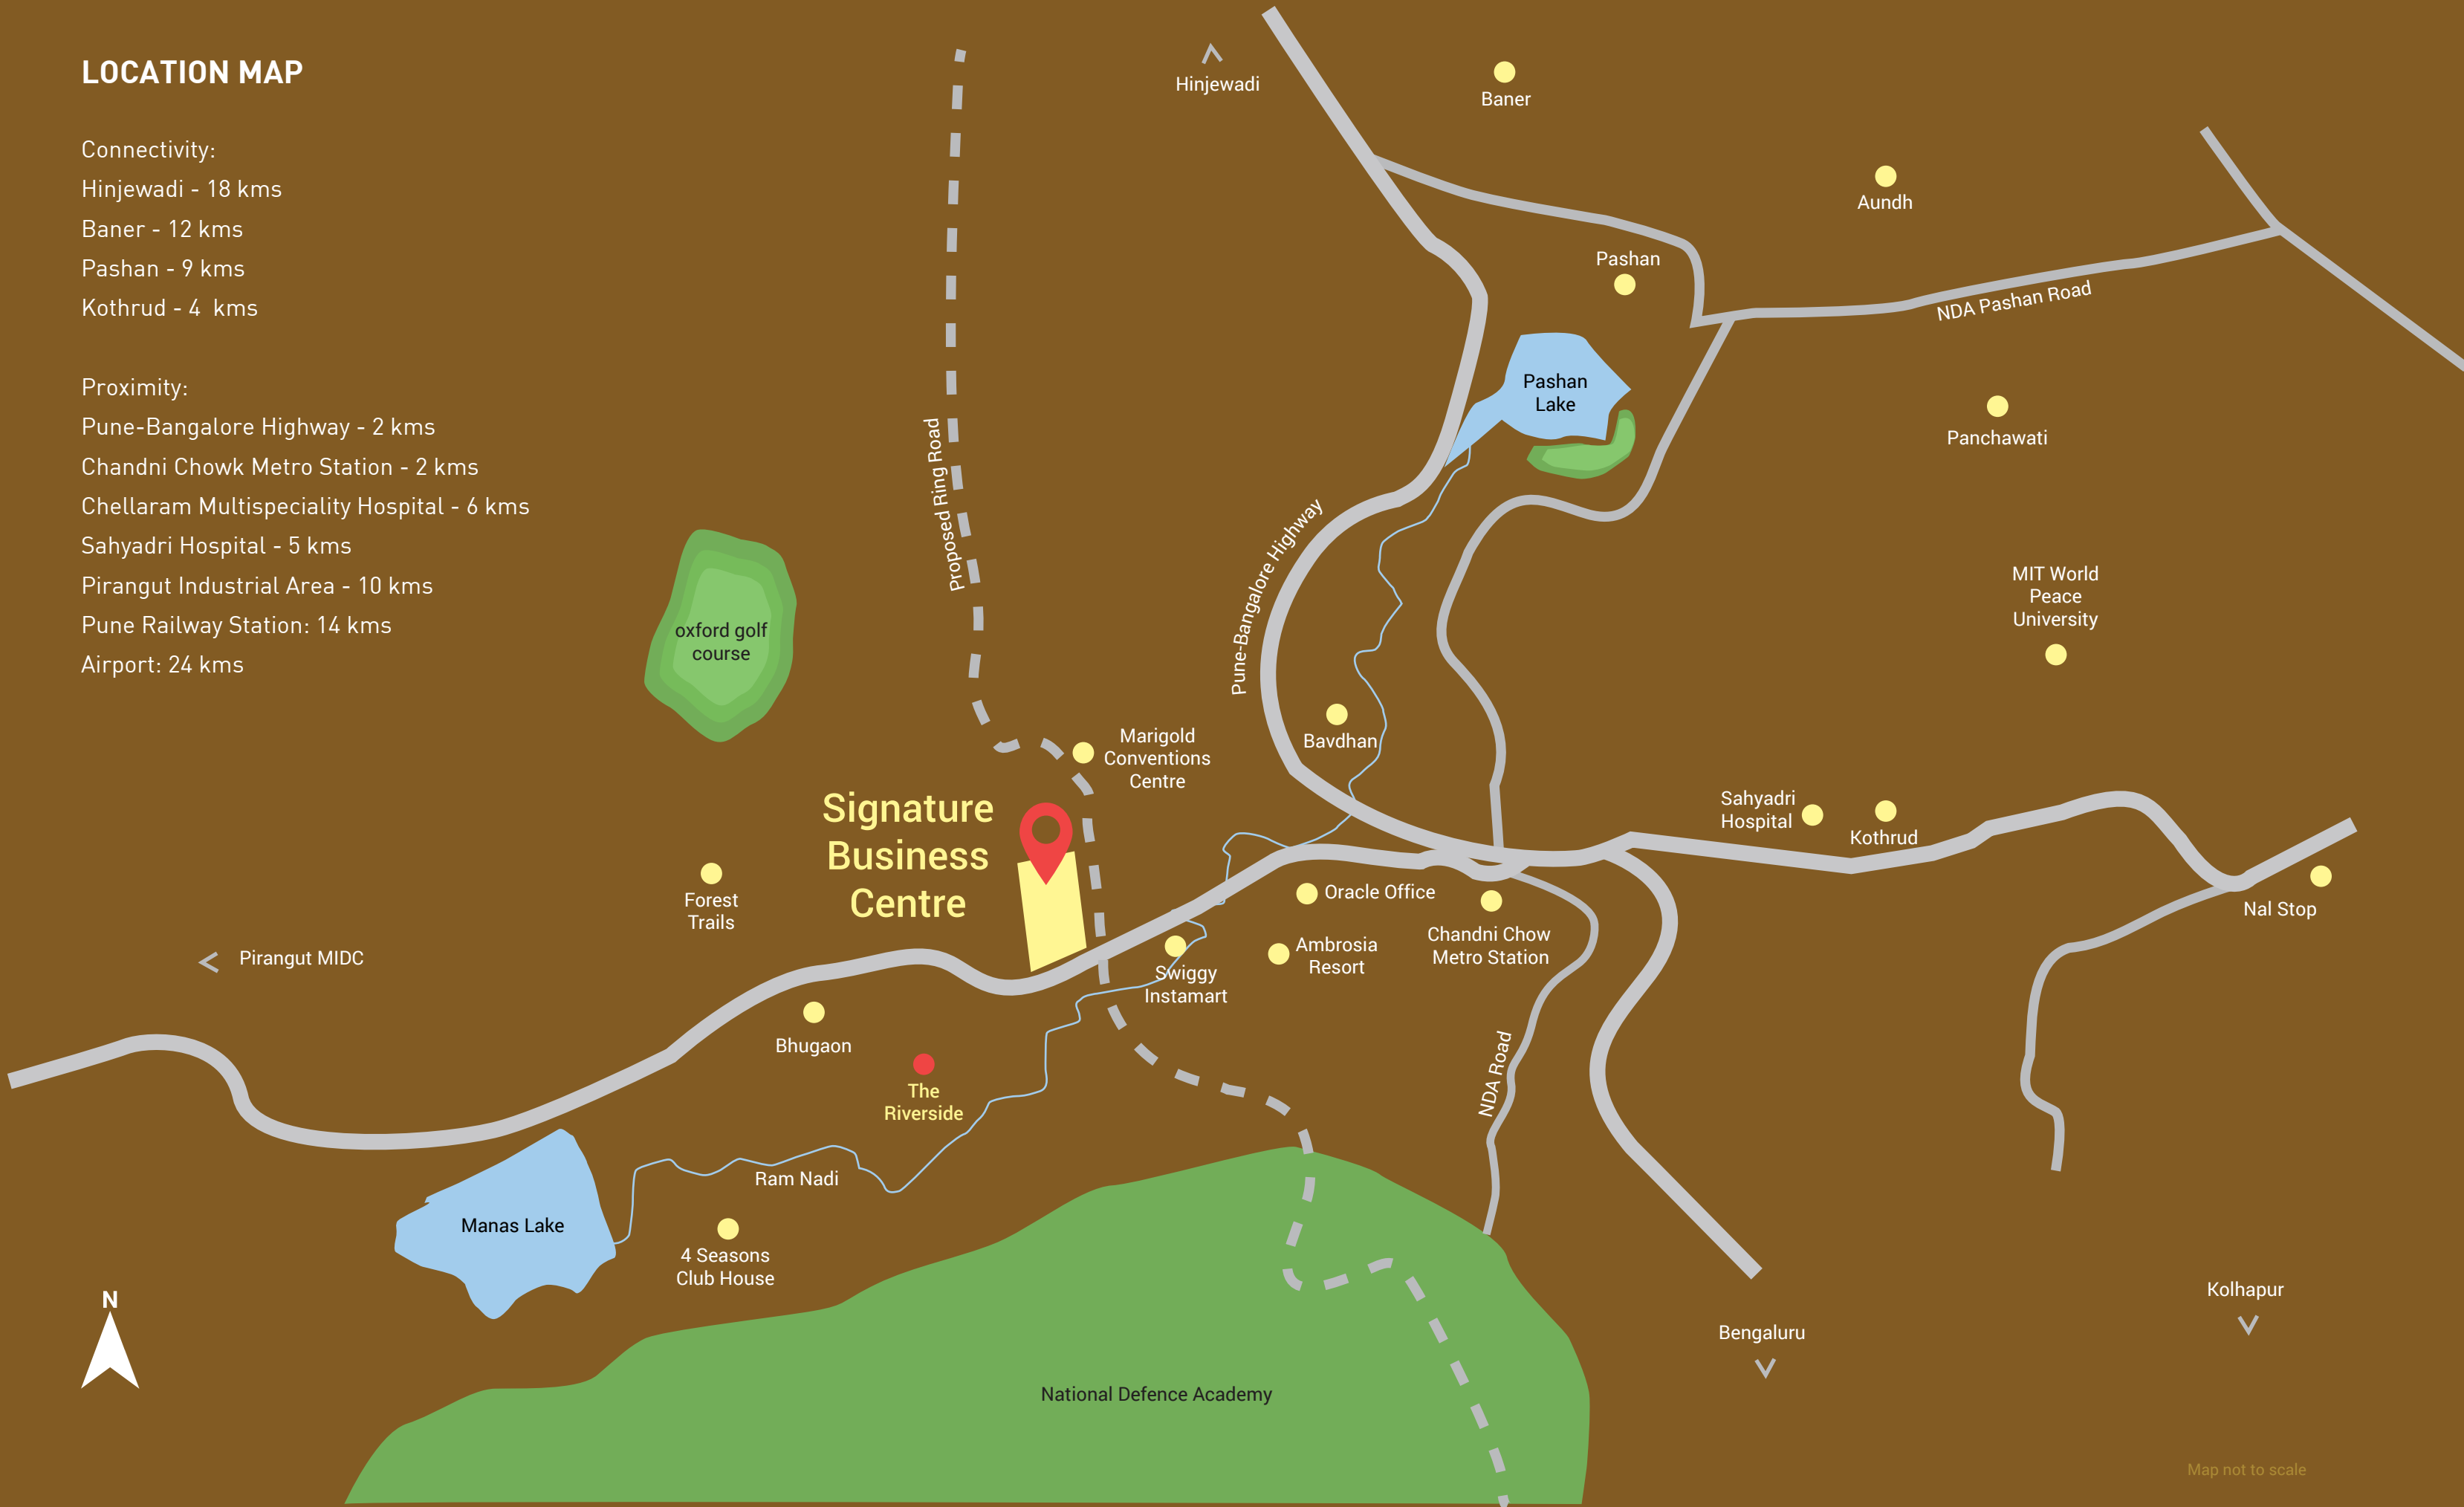 LOCATION MAP
Connectivity:
Hinjewadi - 18 kms
Baner - 12 kms
Pashan - 9 kms
Kothrud - 4  kms
Proximity:
Pune-Bangalore Highway - 2 kms
Chandni Chowk Metro Station - 2 kms
Chellaram Multispeciality Hospital - 6 kms
Sahyadri Hospital - 5 kms
Pirangut Industrial Area - 10 kms
Pune Railway Station: 14 kms
Airport: 24 kms
Hinjewadi
Baner
Aundh
Pashan
NDA Pashan Road
Pashan
Lake
Panchawati
Proposed Ring Road
Pune-Bangalore Highway
oxford golf
course
MIT World
Peace
University
Marigold
Conventions
Centre
Bavdhan
Signature
Business
Centre
Sahyadri
Hospital
Kothrud
Forest
Trails
Oracle Office
Nal Stop
Chandni Chow
Metro Station
Ambrosia
Resort
Pirangut MIDC
Swiggy
Instamart
Bhugaon
The
Riverside
NDA Road
Ram Nadi
Manas Lake
4 Seasons
Club House
National Defence Academy
Kolhapur
Bengaluru
N
Map not to scale